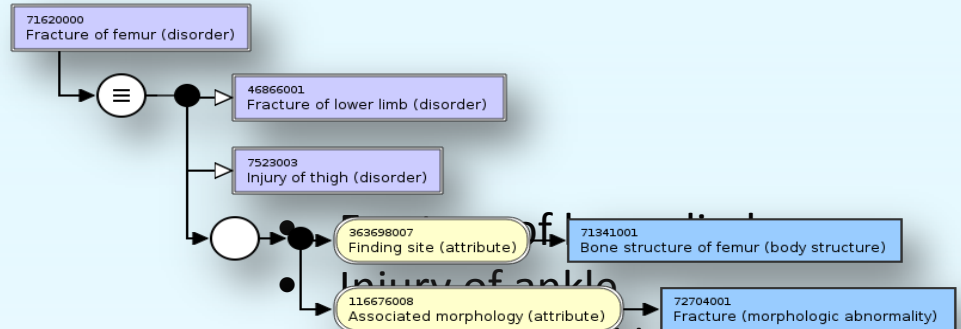 71620000
Fracture of femur (disorder)
≡
46866001
Fracture of lower limb (disorder)
7523003
Injury of thigh (disorder)
of
363698007
Finding site (attribute)
71341001
Bone structure of femur (body structure)
Injury of ankle
116676008
Associated morphology (attribute)
72704001
Fracture (morphologic abnormality)